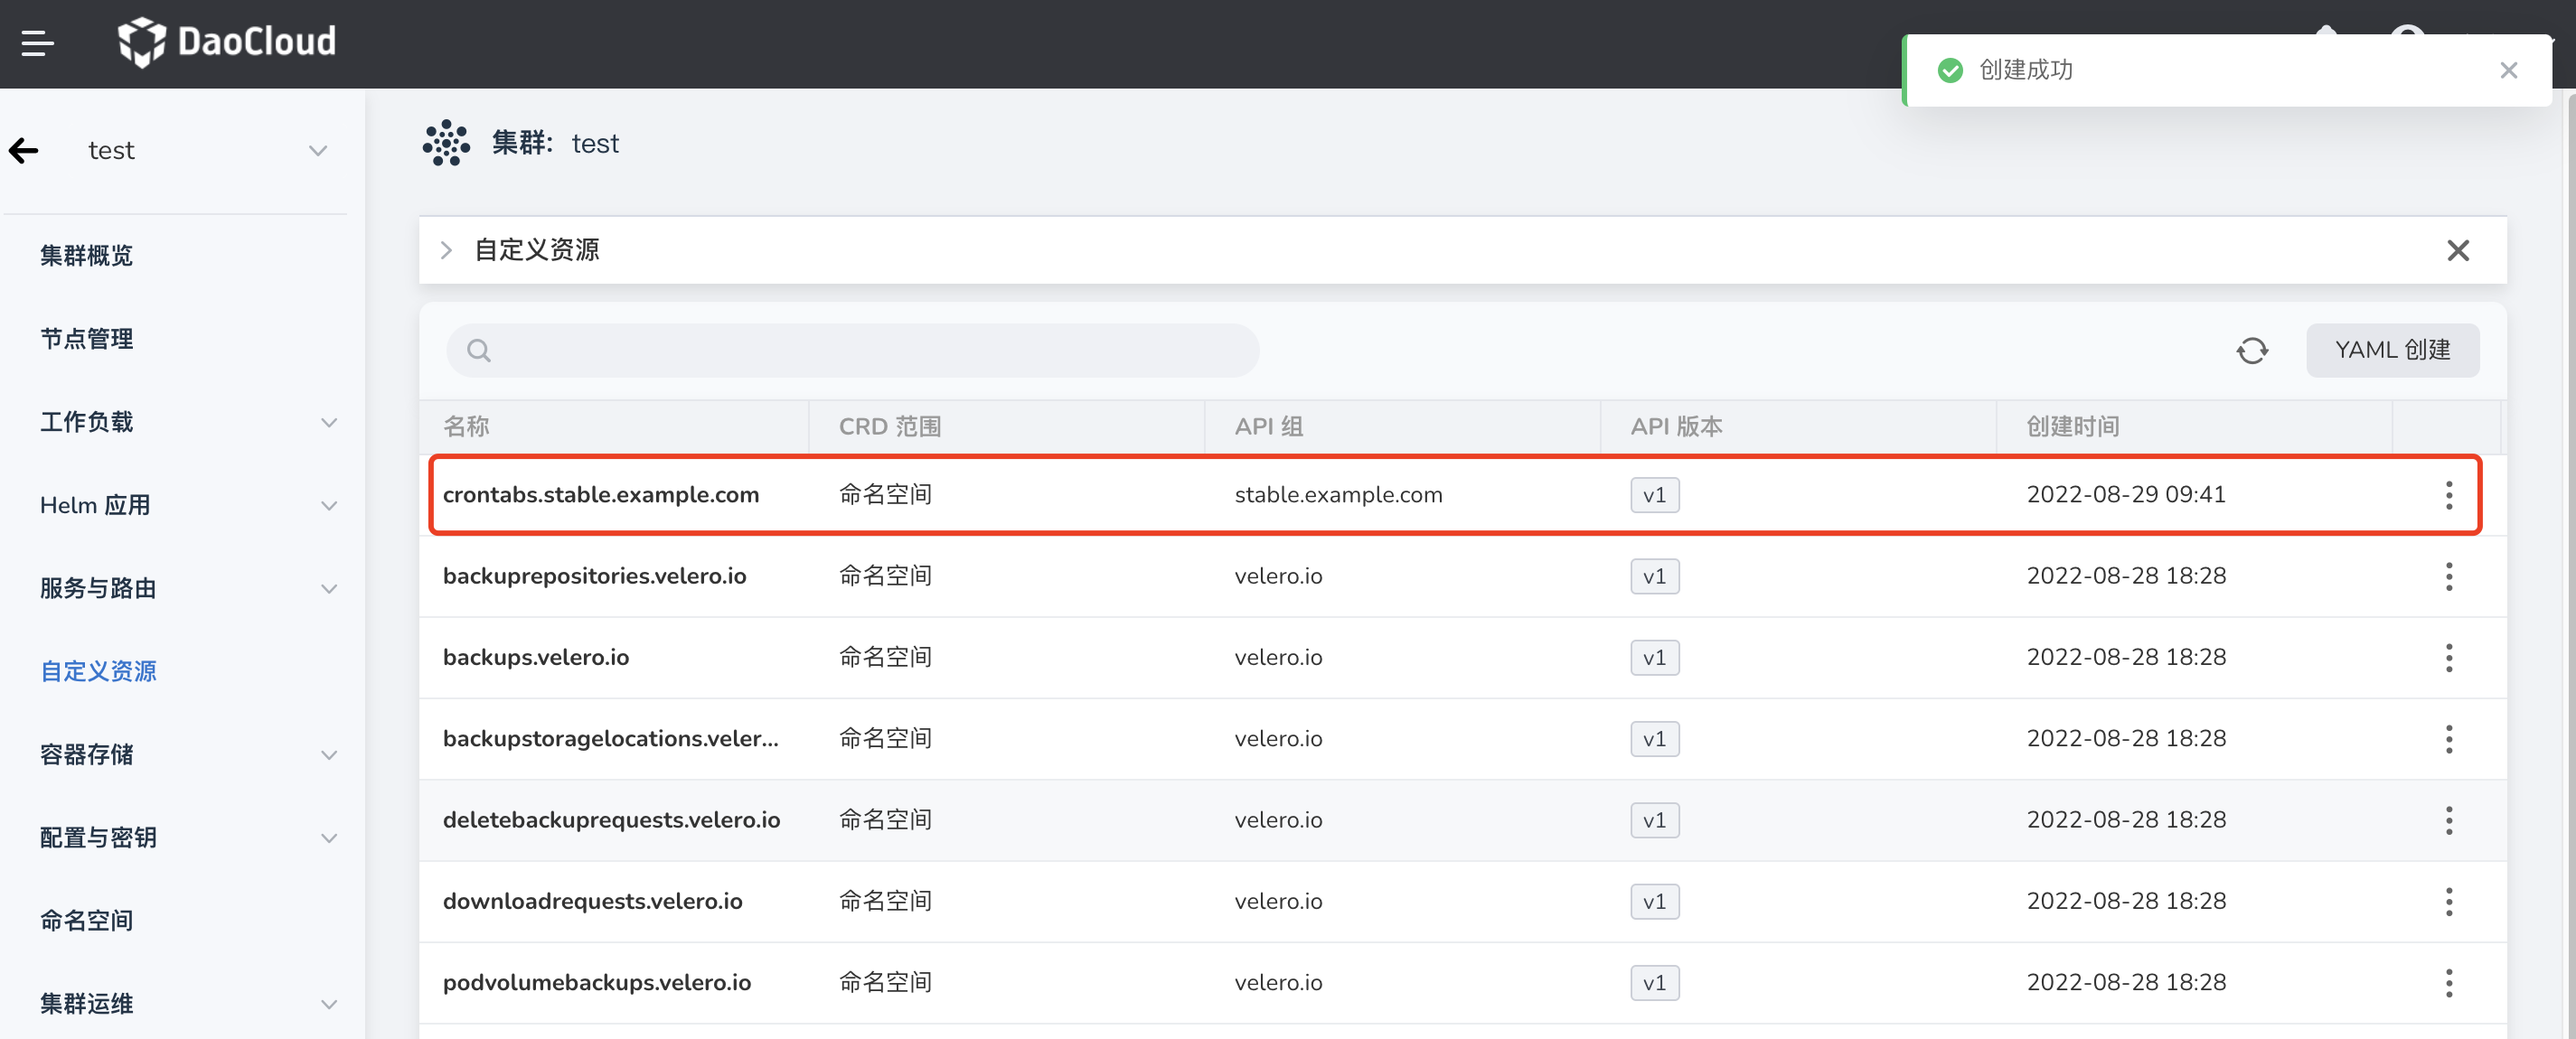 DaoCloud
创建成功
test
集群: test
集群概览
节点管理
工作负载
Helm 应用
服务与路由
自定义资源
容器存储
配置与密钥
命名空间
集群运维
自定义资源
YAML 创建
名称 CRD 范围 API 组 API 版本 创建时间
crontabs.stable.example.com 命名空间 stable.example.com v1 2022-08-29 09:41
backuprepositories.velero.io 命名空间 velero.io v1 2022-08-28 18:28
backups.velero.io 命名空间 velero.io v1 2022-08-28 18:28
backupstoragelocations.veler... 命名空间 velero.io v1 2022-08-28 18:28
deletebackuprequests.velero.io 命名空间 velero.io v1 2022-08-28 18:28
downloadrequests.velero.io 命名空间 velero.io v1 2022-08-28 18:28
podvolumebackups.velero.io 命名空间 velero.io v1 2022-08-28 18:28